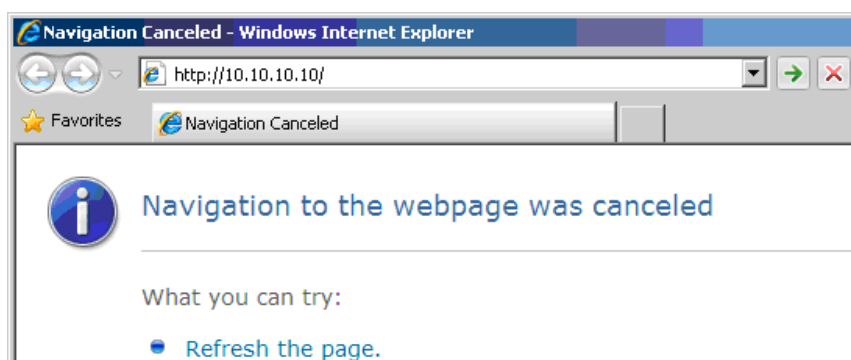 Navigation Canceled - Windows Internet Explorer
http://10.10.10.10/
Favorites Navigation Canceled
Navigation to the webpage was canceled
What you can try:
Refresh the page.